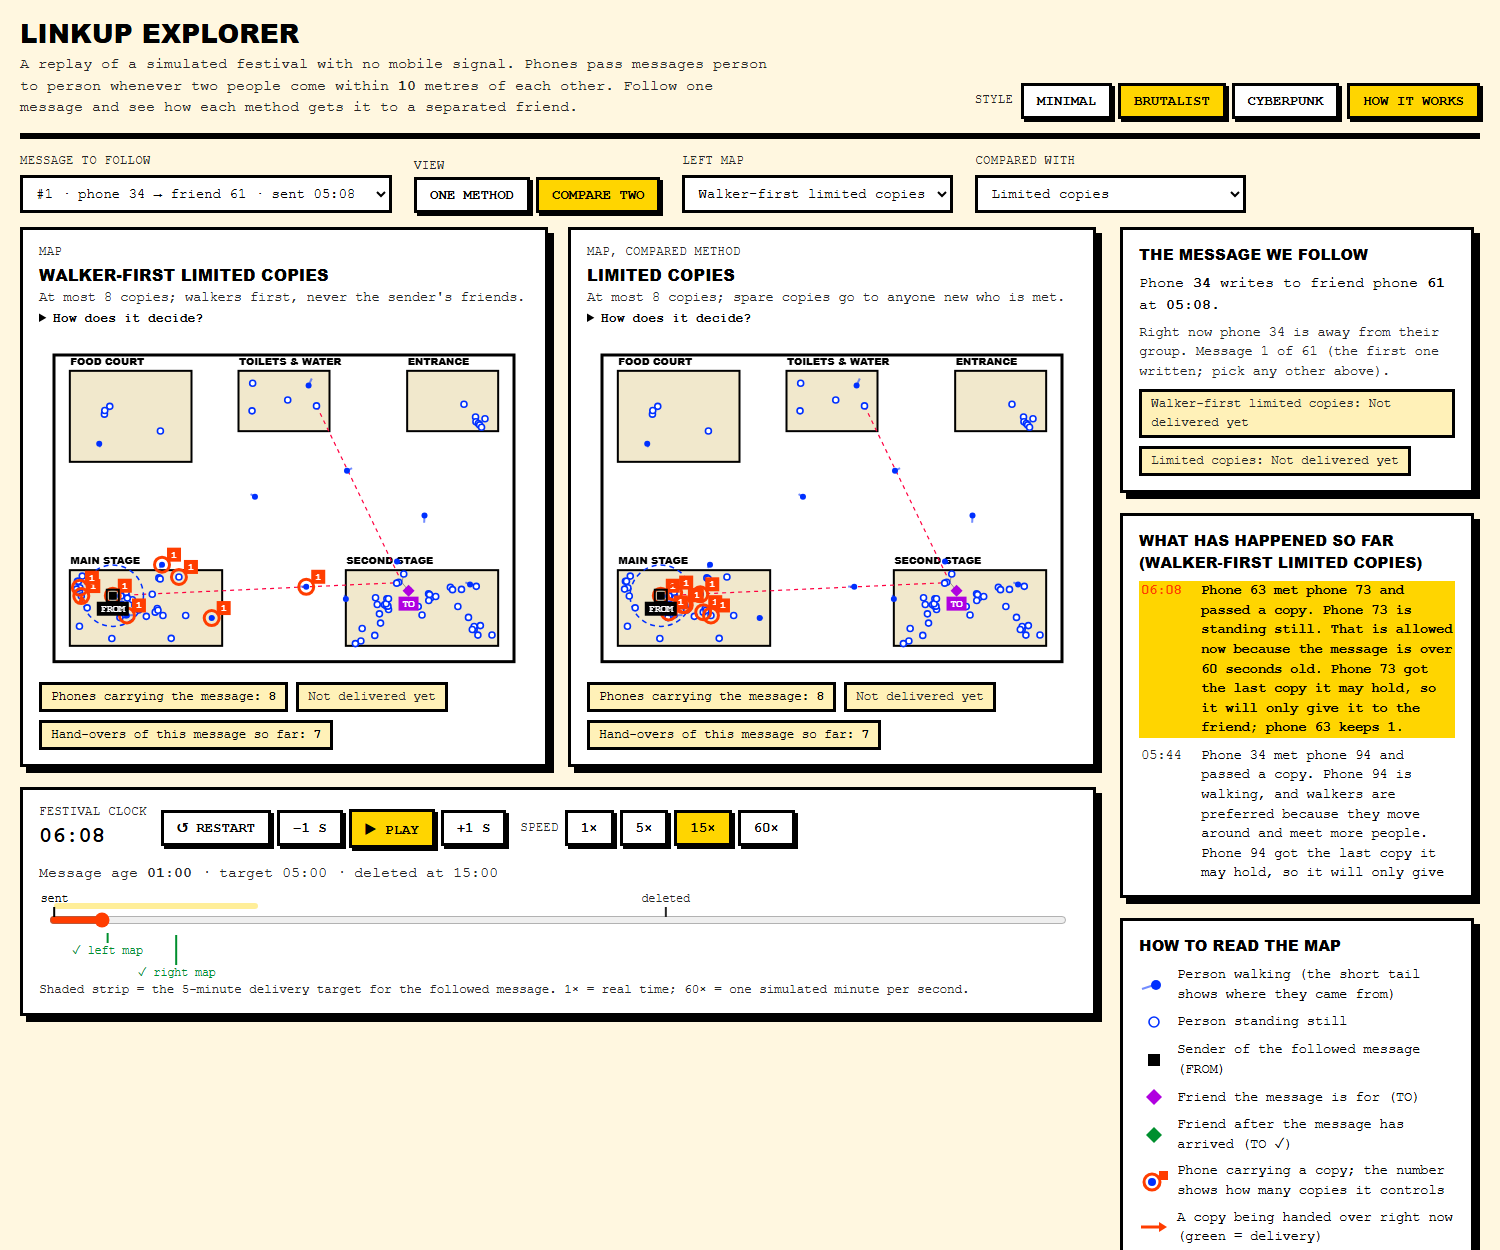 LINKUP EXPLORER
A replay of a simulated festival with no mobile signal. Phones pass messages person
to person whenever two people come within 10 metres of each other. Follow one
message and see how each method gets it to a separated friend.
STYLE
MINIMAL
BRUTALIST
CYBERPUNK
HOW IT WORKS
MESSAGE TO FOLLOW
#1 · phone 34 → friend 61 · sent 05:08
VIEW
ONE METHOD
COMPARE TWO
LEFT MAP
Walker-first limited copies
COMPARED WITH
Limited copies
MAP
WALKER-FIRST LIMITED COPIES
At most 8 copies; walkers first, never the sender's friends.
▶ How does it decide?
FOOD COURT
TOILETS & WATER
ENTRANCE
MAIN STAGE
SECOND STAGE
1
1
1
1
1
1
1
FROM
TO
Phones carrying the message: 8
Not delivered yet
Hand-overs of this message so far: 7
MAP, COMPARED METHOD
LIMITED COPIES
At most 8 copies; spare copies go to anyone new who is met.
▶ How does it decide?
FOOD COURT
TOILETS & WATER
ENTRANCE
MAIN STAGE
SECOND STAGE
1
1
1
1
1
FROM
TO
Phones carrying the message: 8
Not delivered yet
Hand-overs of this message so far: 7
FESTIVAL CLOCK
06:08
↺ RESTART
−1 S
▶ PLAY
+1 S
SPEED
1×
5×
15×
60×
Message age 01:00 · target 05:00 · deleted at 15:00
sent
deleted
✓ left map
✓ right map
Shaded strip = the 5-minute delivery target for the followed message. 1× = real time; 60× = one simulated minute per second.
THE MESSAGE WE FOLLOW
Phone 34 writes to friend phone 61
at 05:08.
Right now phone 34 is away from their
group. Message 1 of 61 (the first one
written; pick any other above).
Walker-first limited copies: Not
delivered yet
Limited copies: Not delivered yet
WHAT HAS HAPPENED SO FAR
(WALKER-FIRST LIMITED COPIES)
06:08 Phone 63 met phone 73 and
passed a copy. Phone 73 is
standing still. That is allowed
now because the message is over
60 seconds old. Phone 73 got
the last copy it may hold, so
it will only give it to the
friend; phone 63 keeps 1.
05:44 Phone 34 met phone 94 and
passed a copy. Phone 94 is
walking, and walkers are
preferred because they move
around and meet more people.
Phone 94 got the last copy it
may hold, so it will only give
HOW TO READ THE MAP
Person walking (the short tail
shows where they came from)
Person standing still
Sender of the followed message
(FROM)
Friend the message is for (TO)
Friend after the message has
arrived (TO ✓)
Phone carrying a copy; the number
shows how many copies it controls
A copy being handed over right now
(green = delivery)